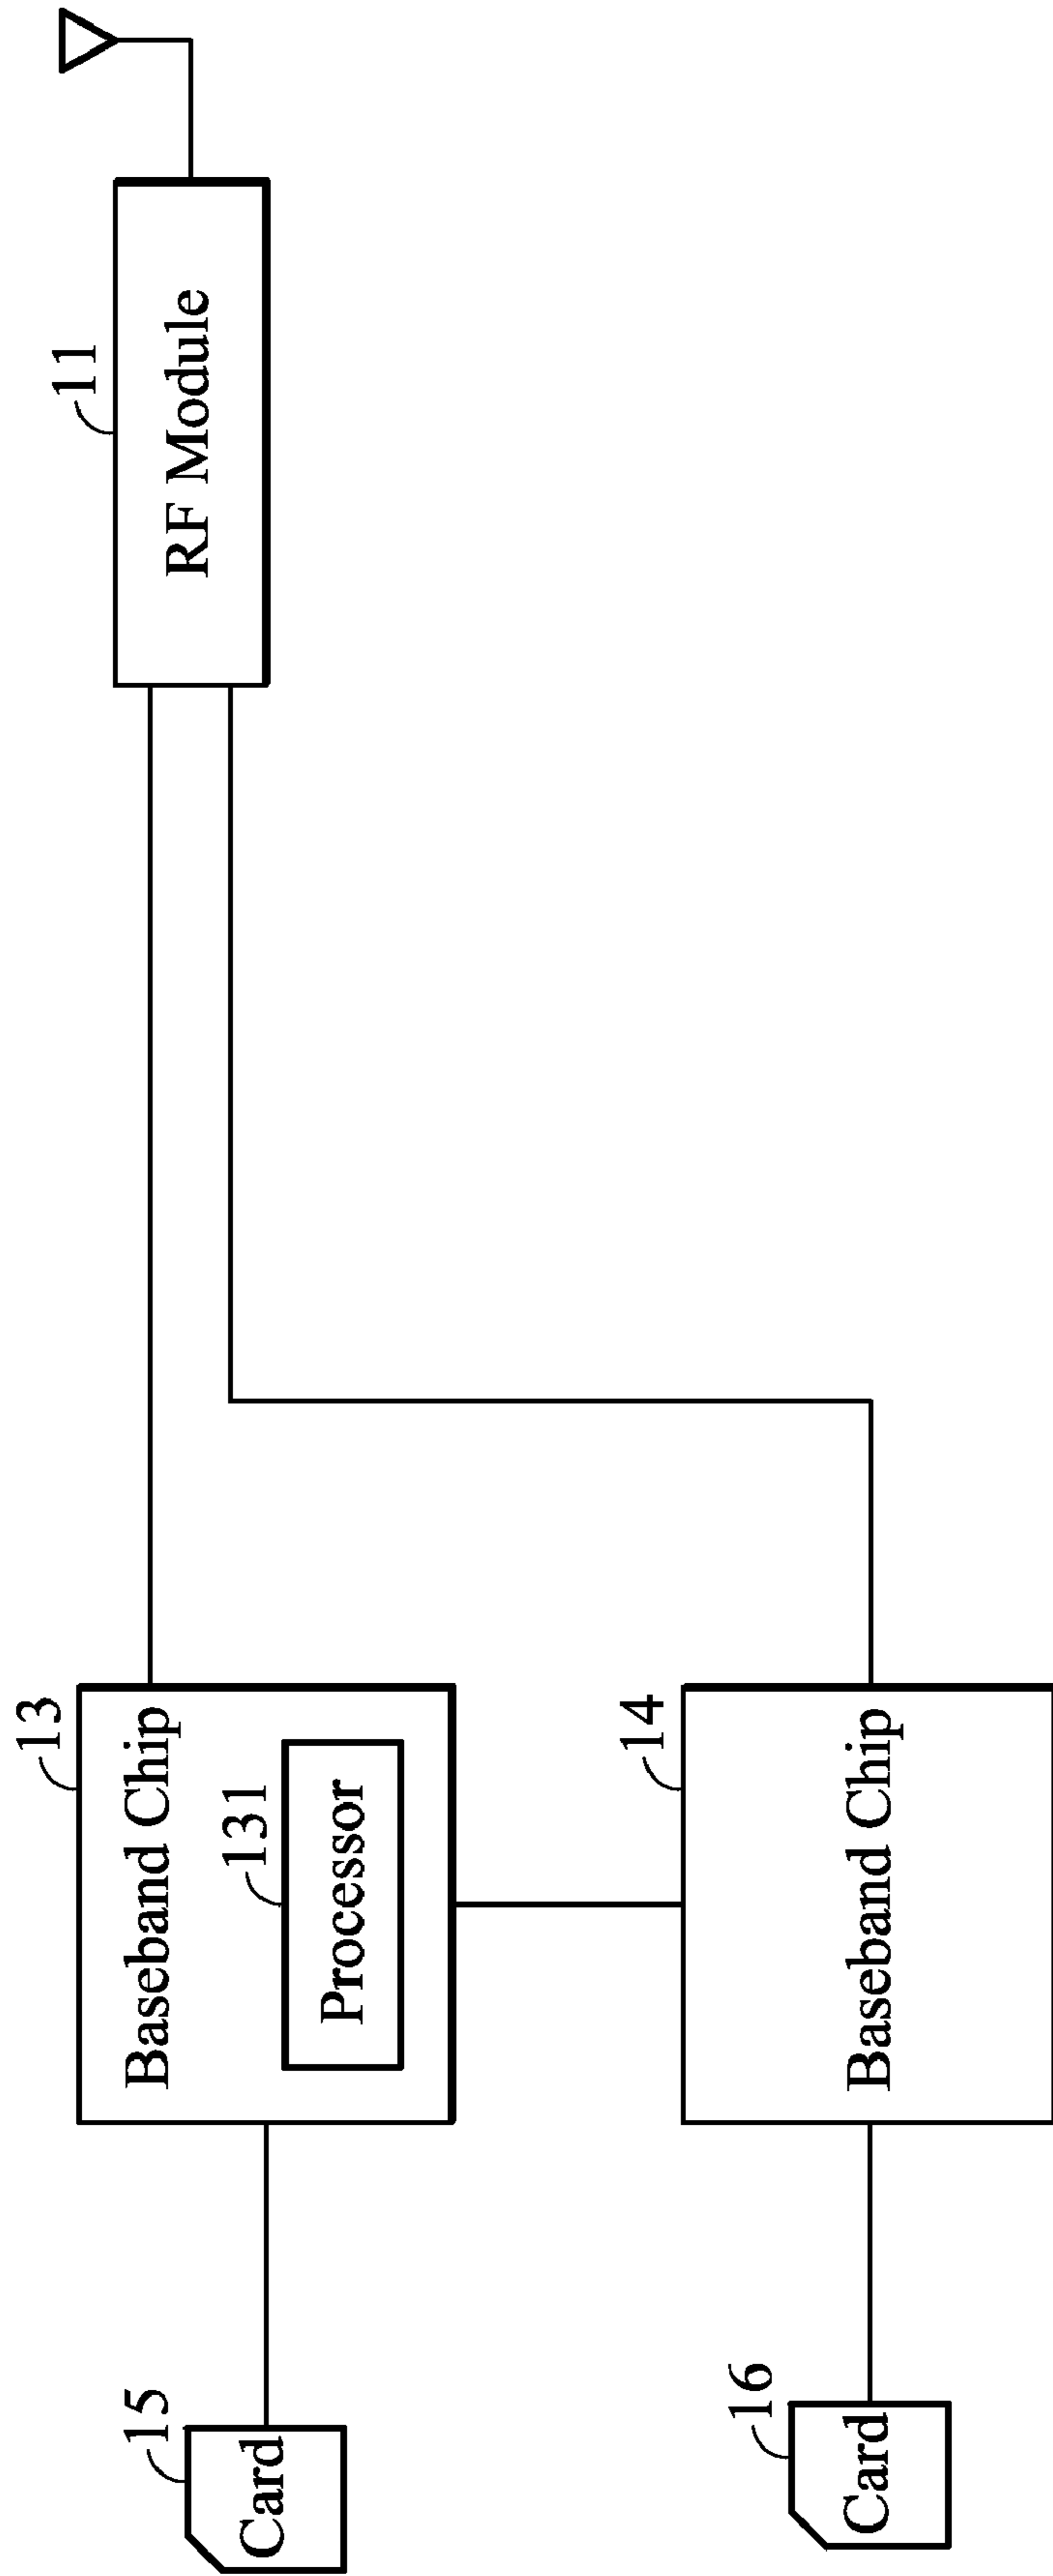 15
Card
13
Baseband Chip
131
Processor
11
RF Module
16
Card
14
Baseband Chip